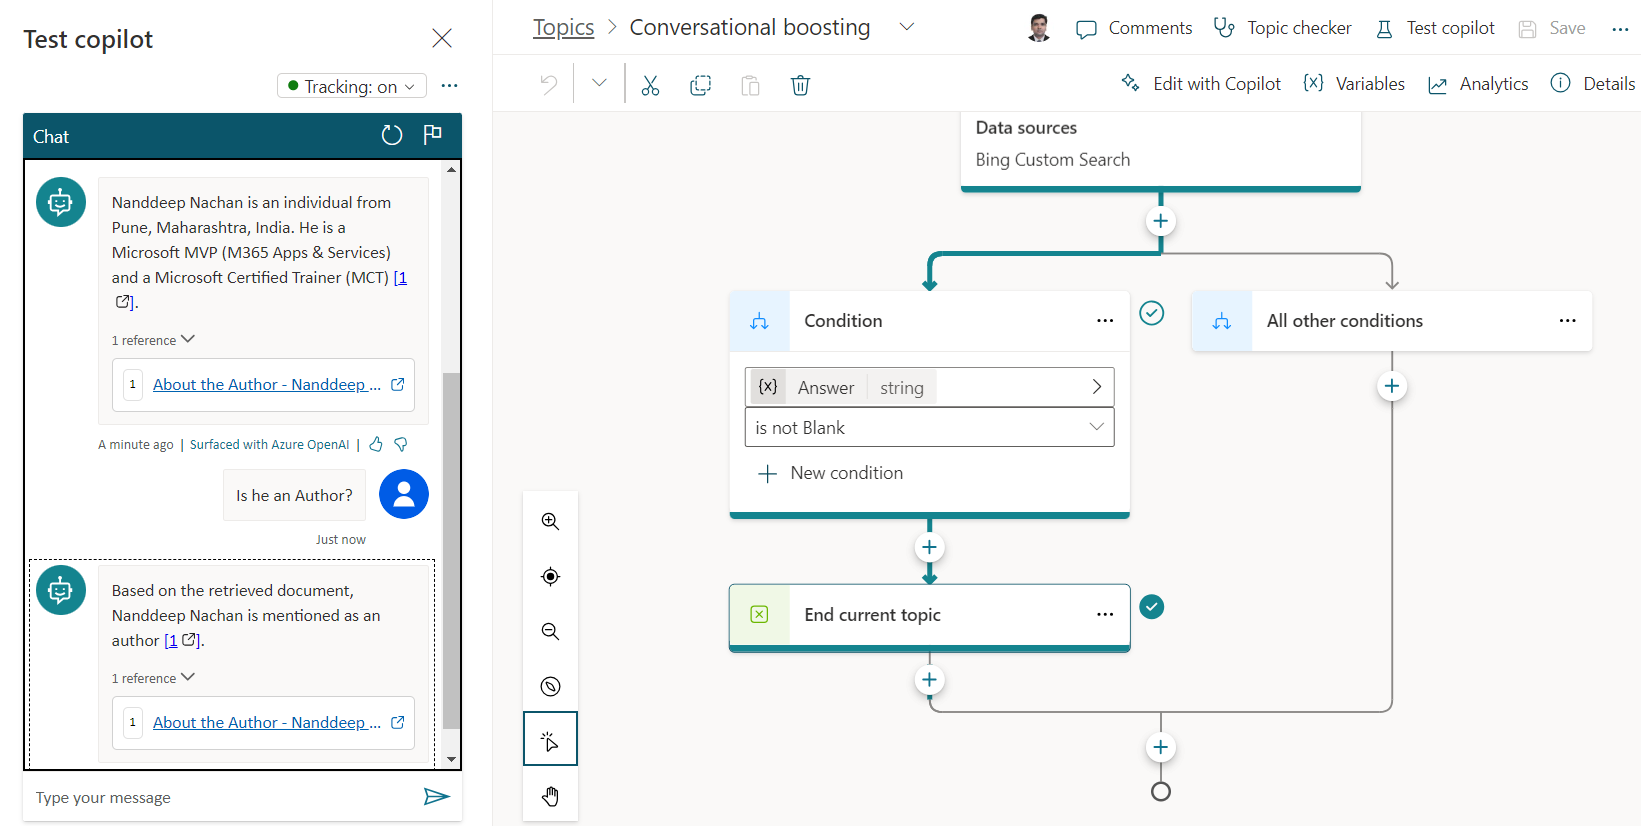 Test copilot
Tracking: on
Chat
Nanddeep Nachan is an individual from
Pune, Maharashtra, India. He is a
Microsoft MVP (M365 Apps & Services)
and a Microsoft Certified Trainer (MCT) [1
].
1 reference
1 About the Author - Nanddeep ...
A minute ago | Surfaced with Azure OpenAI |
Is he an Author?
Just now
Based on the retrieved document,
Nanddeep Nachan is mentioned as an
author [1 ].
1 reference
1 About the Author - Nanddeep ...
Type your message
Topics > Conversational boosting
Comments
Topic checker
Test copilot
Save
...
Edit with Copilot
{x} Variables
Analytics
Details
Data sources
Bing Custom Search
Condition
...
{x} Answer string
is not Blank
New condition
All other conditions
...
End current topic
...